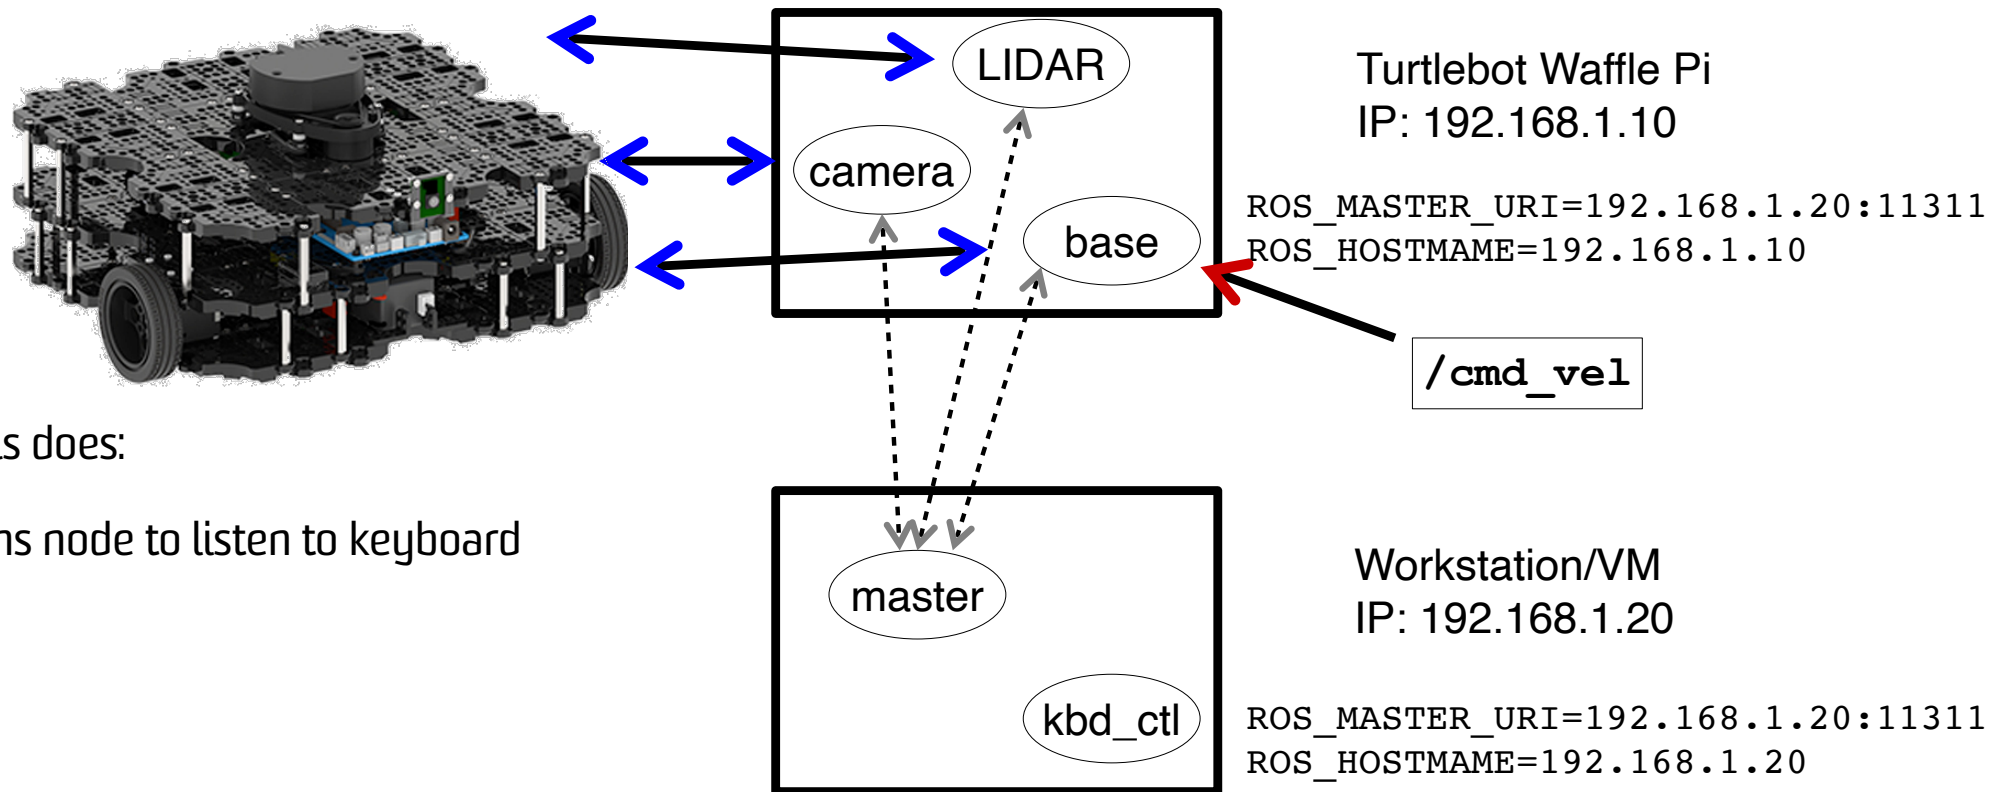 LIDAR
camera
base
Turtlebot Waffle Pi
IP: 192.168.1.10
ROS_MASTER_URI=192.168.1.20:11311
ROS_HOSTMAME=192.168.1.10
/cmd_vel
s does:
ns node to listen to keyboard
master
kbd_ctl
Workstation/VM
IP: 192.168.1.20
ROS_MASTER_URI=192.168.1.20:11311
ROS_HOSTMAME=192.168.1.20